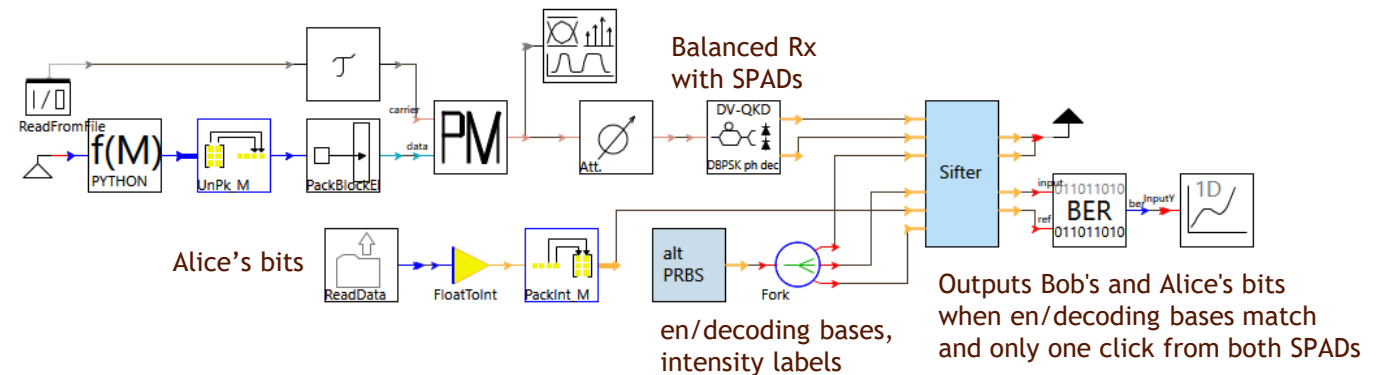 Balanced Rx
with SPADs
I/0
ReadFromFile
τ
carrier
f(M)
PYTHON
UnPk_M
PackBlockEl
data
PM
Att.
DV-QKD
DBPSK ph dec
Sifter
input
011011010
BER
011011010
ref
ber
InputY
1D
Alice's bits
ReadData
FloatToInt
PackInt_M
alt
PRBS
Fork
en/decoding bases,
intensity labels
Outputs Bob's and Alice's bits
when en/decoding bases match
and only one click from both SPADs